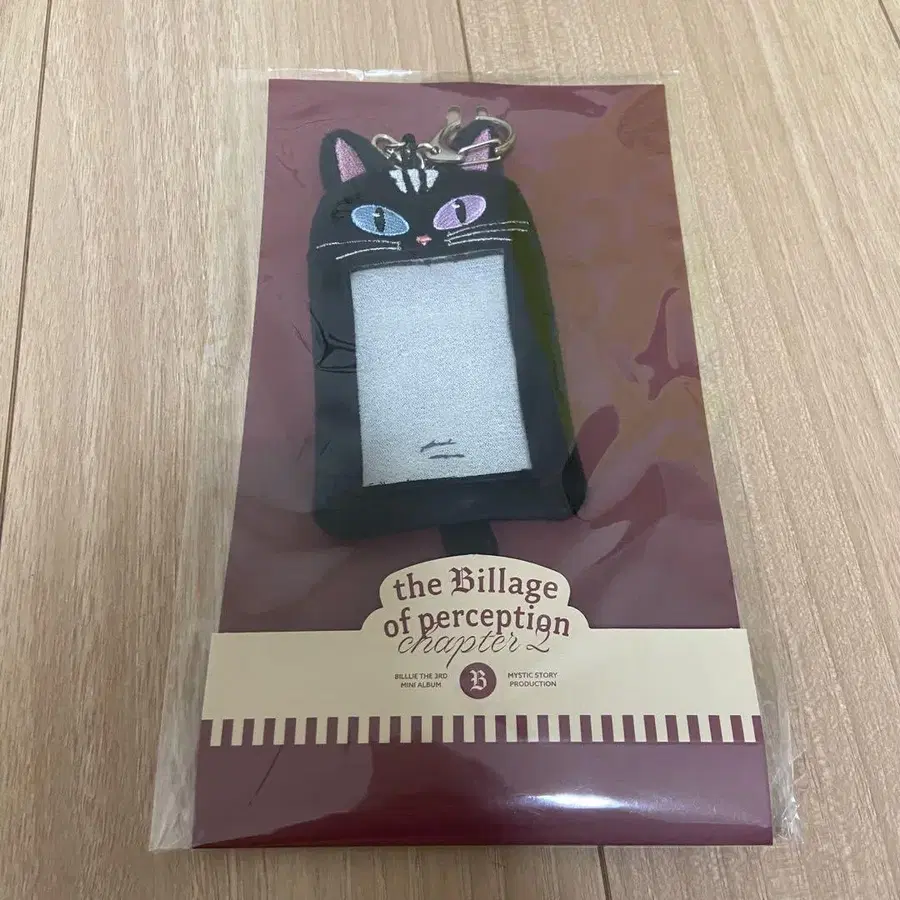 the Billage
of perception
chapter 2
BILLLIE THE 3RD
MINI ALBUM
B
MYSTIC STORY
PRODUCTION